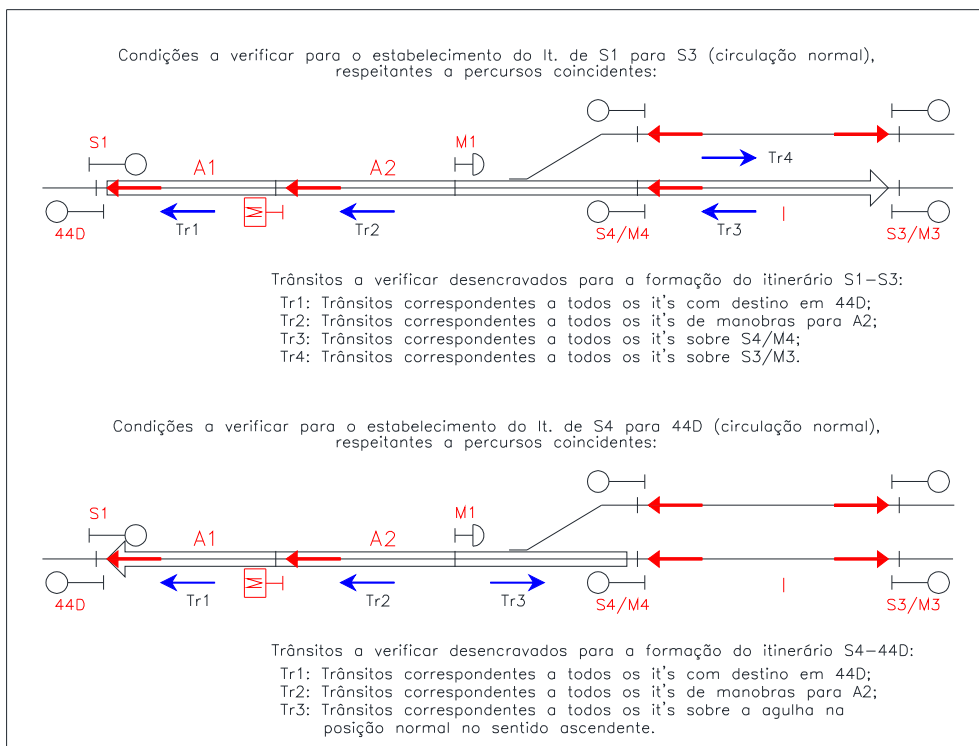 Condições a verificar para o estabelecimento do It. de S1 para S3 (circulação normal),
respeitantes a percursos coincidentes:
S1
M1
A1
A2
Tr4
44D
Tr1
M
Tr2
S4/M4
Tr3
I
S3/M3
Trânsitos a verificar desencravados para a formação do itinerário S1-S3:
Tr1: Trânsitos correspondentes a todos os it's com destino em 44D;
Tr2: Trânsitos correspondentes a todos os it's de manobras para A2;
Tr3: Trânsitos correspondentes a todos os it's sobre S4/M4;
Tr4: Trânsitos correspondentes a todos os it's sobre S3/M3.
Condições a verificar para o estabelecimento do It. de S4 para 44D (circulação normal),
respeitantes a percursos coincidentes:
S1
M1
A1
A2
44D
Tr1
M
Tr2
Tr3
S4/M4
I
S3/M3
Trânsitos a verificar desencravados para a formação do itinerário S4-44D:
Tr1: Trânsitos correspondentes a todos os it's com destino em 44D;
Tr2: Trânsitos correspondentes a todos os it's de manobras para A2;
Tr3: Trânsitos correspondentes a todos os it's sobre a agulha na
posição normal no sentido ascendente.